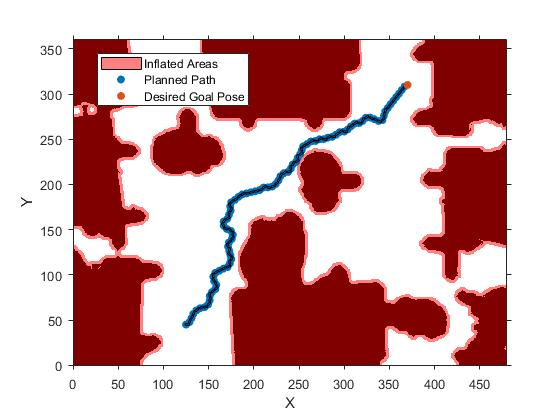 350
300
250
200
150
100
50
0
Y
Inflated Areas
Planned Path
Desired Goal Pose
0 50 100 150 200 250 300 350 400 450
X